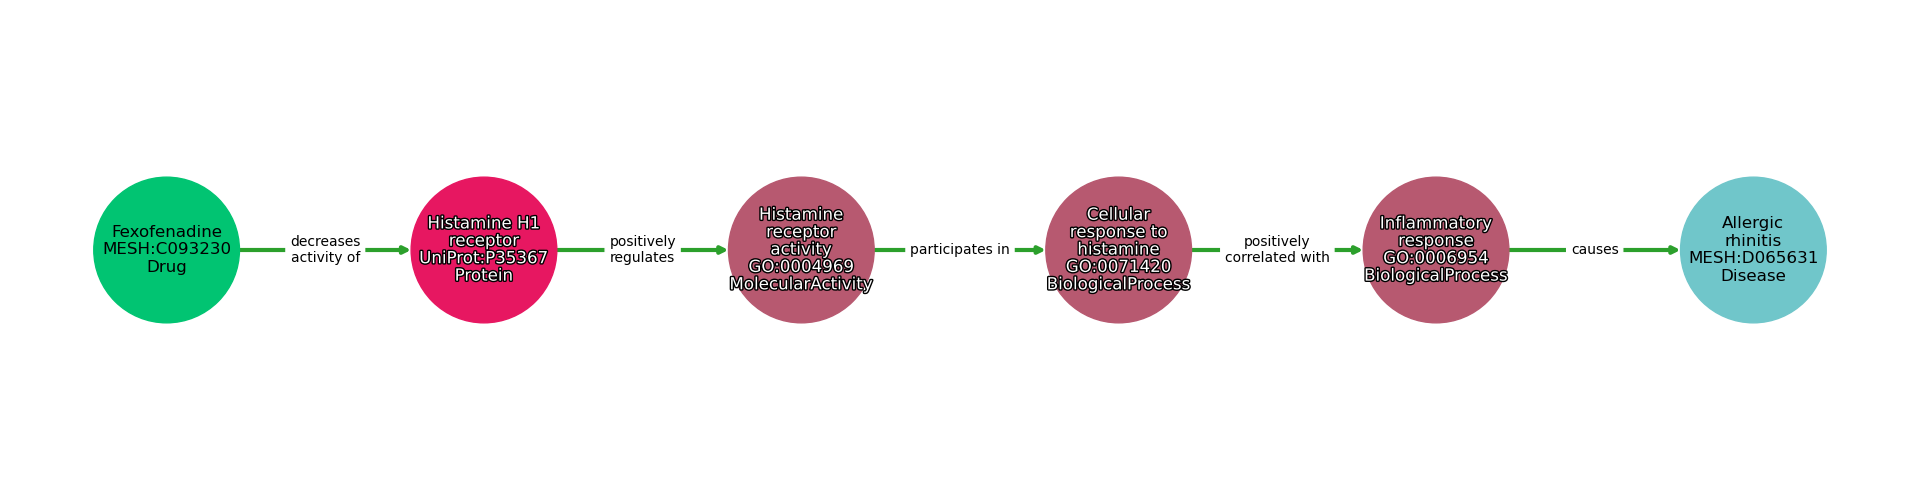 Fexofenadine
MESH:C093230
Drug
decreases
activity of
Histamine H1
receptor
UniProt:P35367
Protein
positively
regulates
Histamine
receptor
activity
GO:0004969
MolecularActivity
participates in
Cellular
response to
histamine
GO:0071420
BiologicalProcess
positively
correlated with
Inflammatory
response
GO:0006954
BiologicalProcess
causes
Allergic
rhinitis
MESH:D065631
Disease